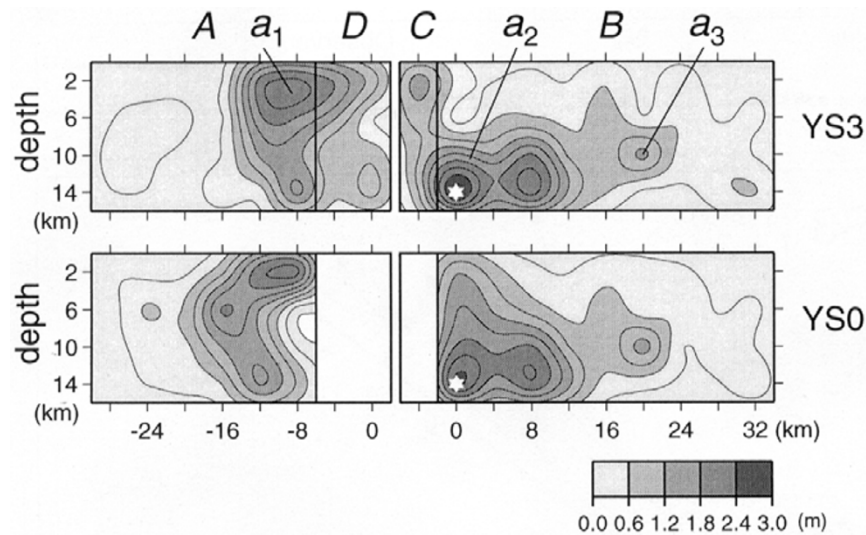 A a1 D C a2 B a3
depth
2
6
10
14
(km)
YS3
depth
2
6
10
14
(km)
YS0
-24 -16 -8 0 0 8 16 24 32 (km)
0.0 0.6 1.2 1.8 2.4 3.0 (m)